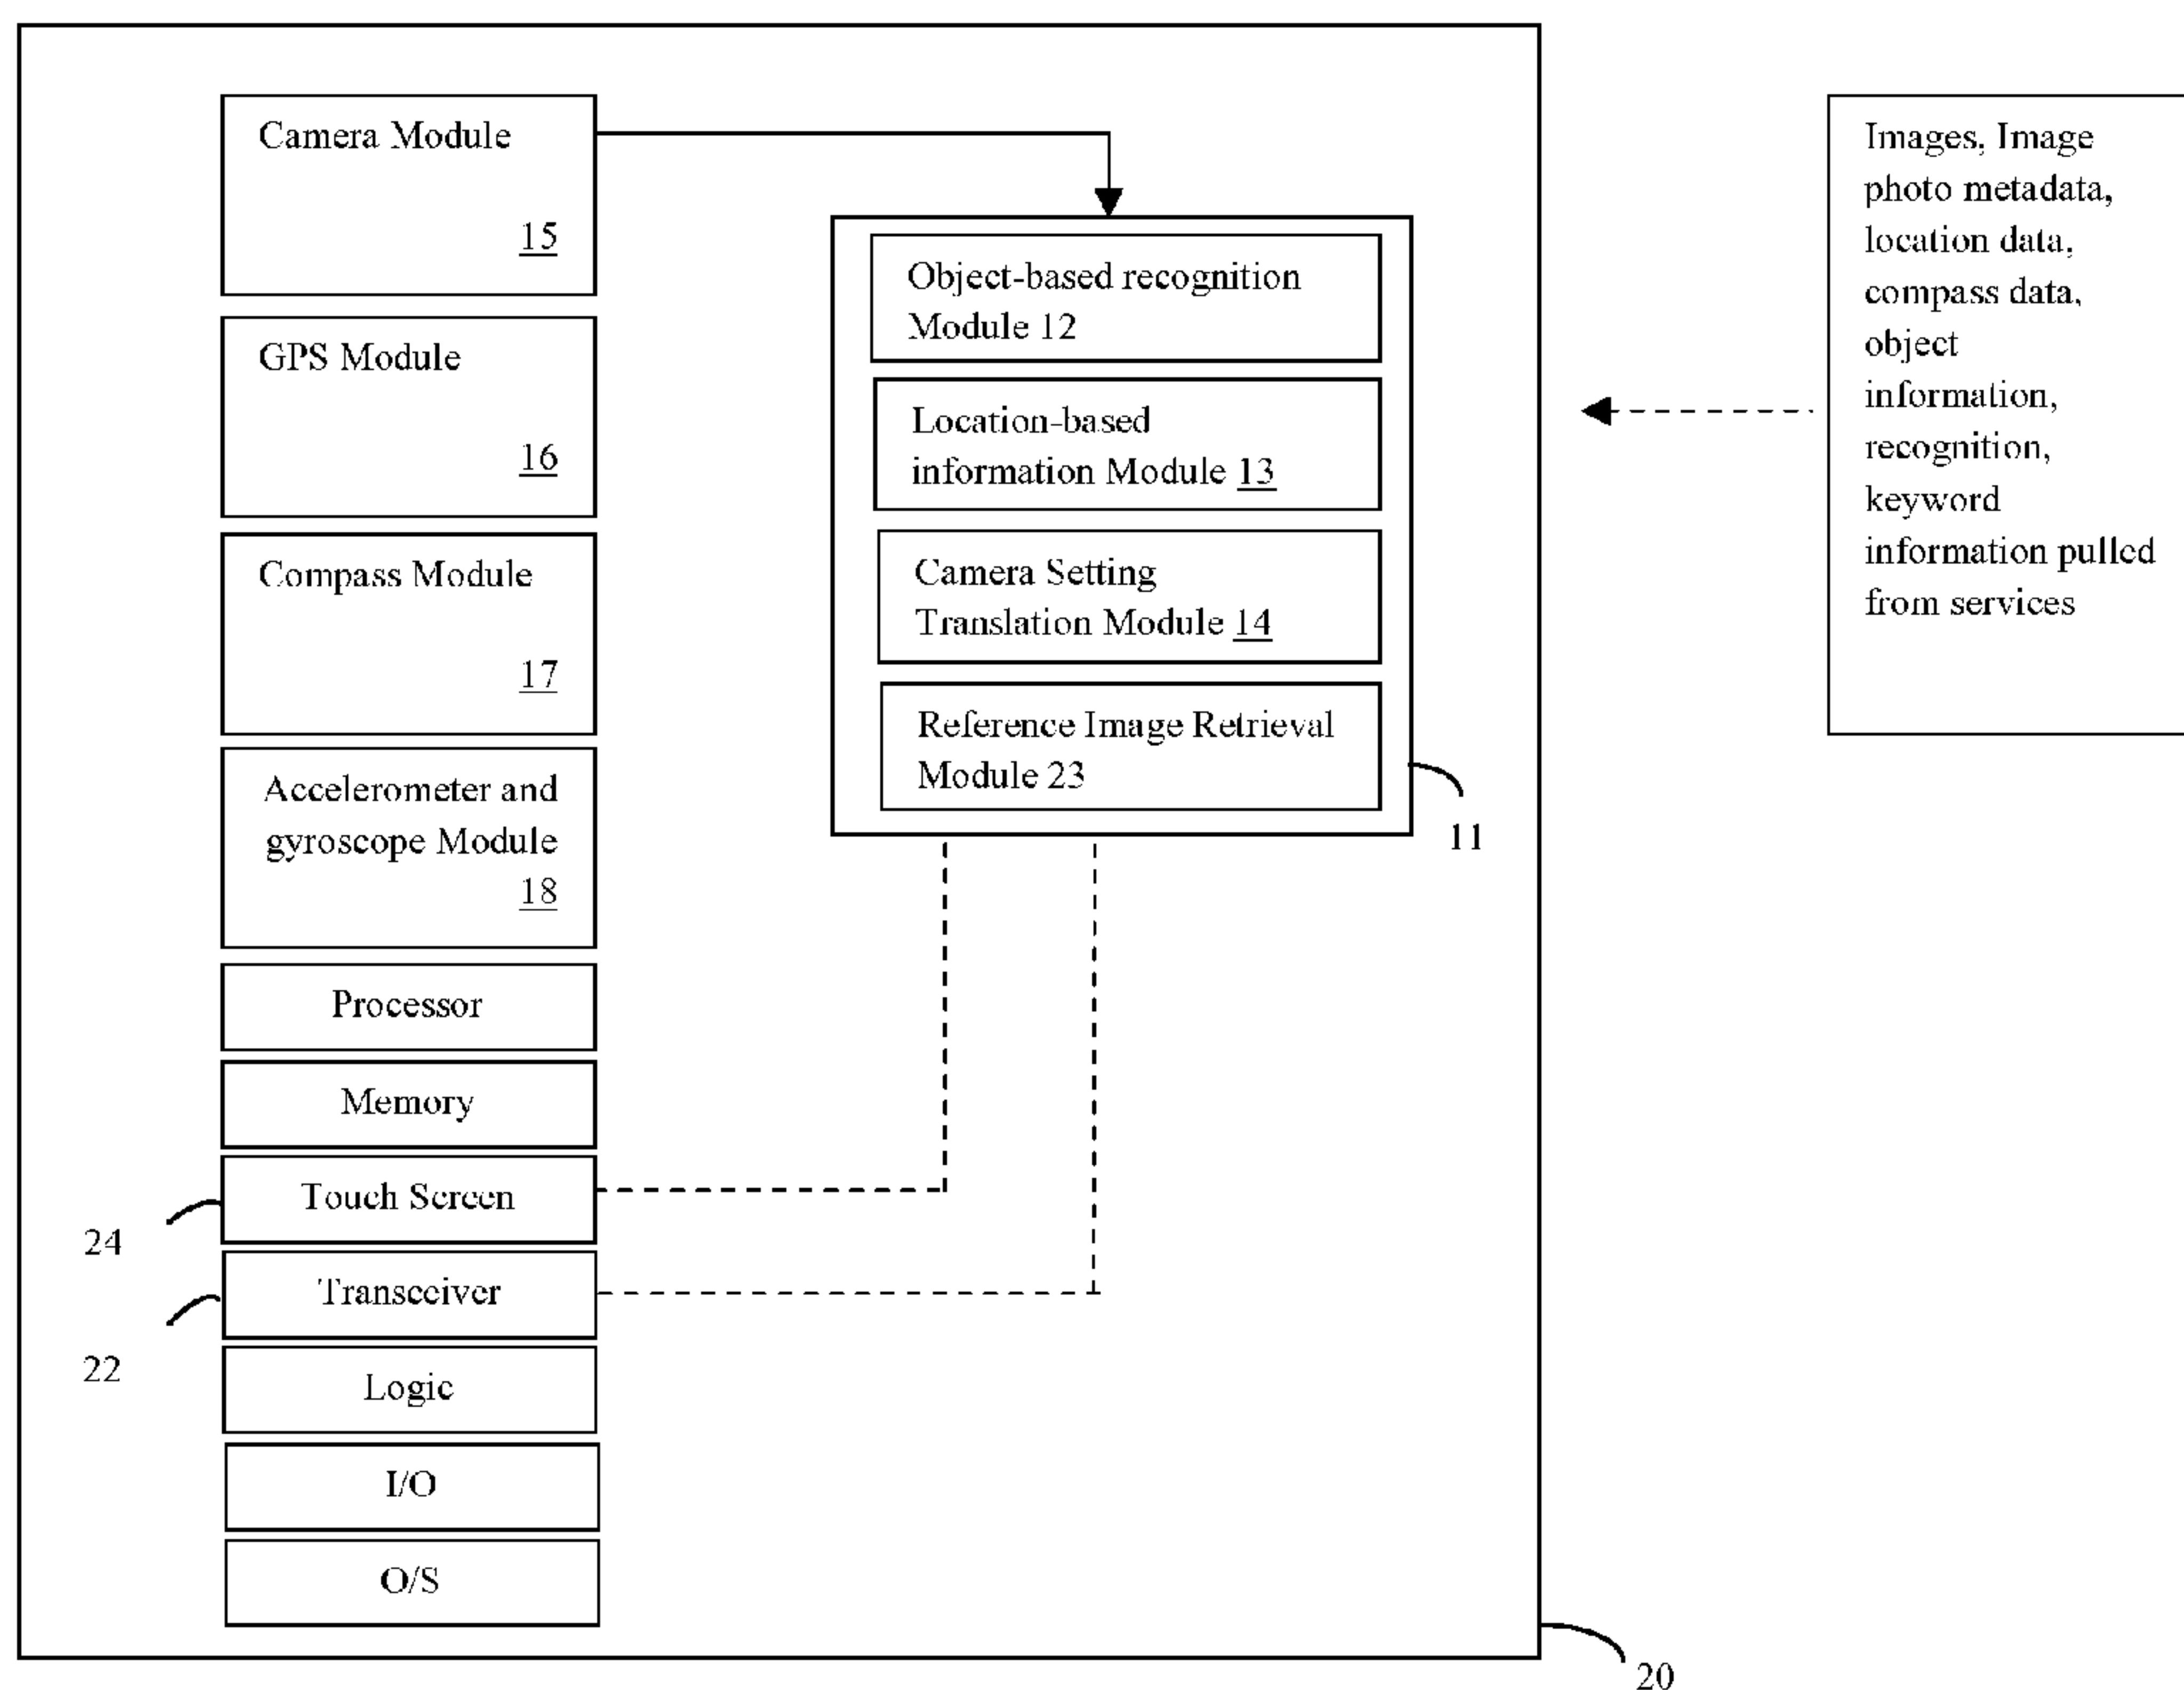 Camera Module
15
GPS Module
16
Compass Module
17
Accelerometer and
gyroscope Module
18
Processor
Memory
Touch Screen
24
Transceiver
22
Logic
I/O
O/S
Object-based recognition
Module 12
Location-based
information Module 13
Camera Setting
Translation Module 14
Reference Image Retrieval
Module 23
11
20
Images, Image
photo metadata,
location data,
compass data,
object
information,
recognition,
keyword
information pulled
from services